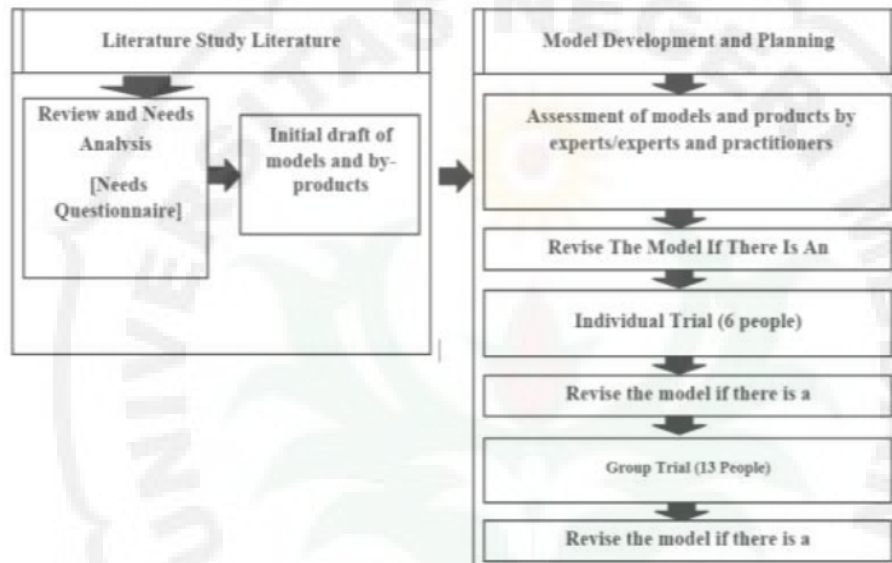 Literature Study Literature
Review and Needs
Analysis
[Needs
Questionnaire]
Initial draft of
models and by-
products
Model Development and Planning
Assessment of models and products by
experts/experts and practitioners
Revise The Model If There Is An
Individual Trial (6 people)
Revise the model if there is a
Group Trial (13 People)
Revise the model if there is a
UNIVERSITAS NEGERI